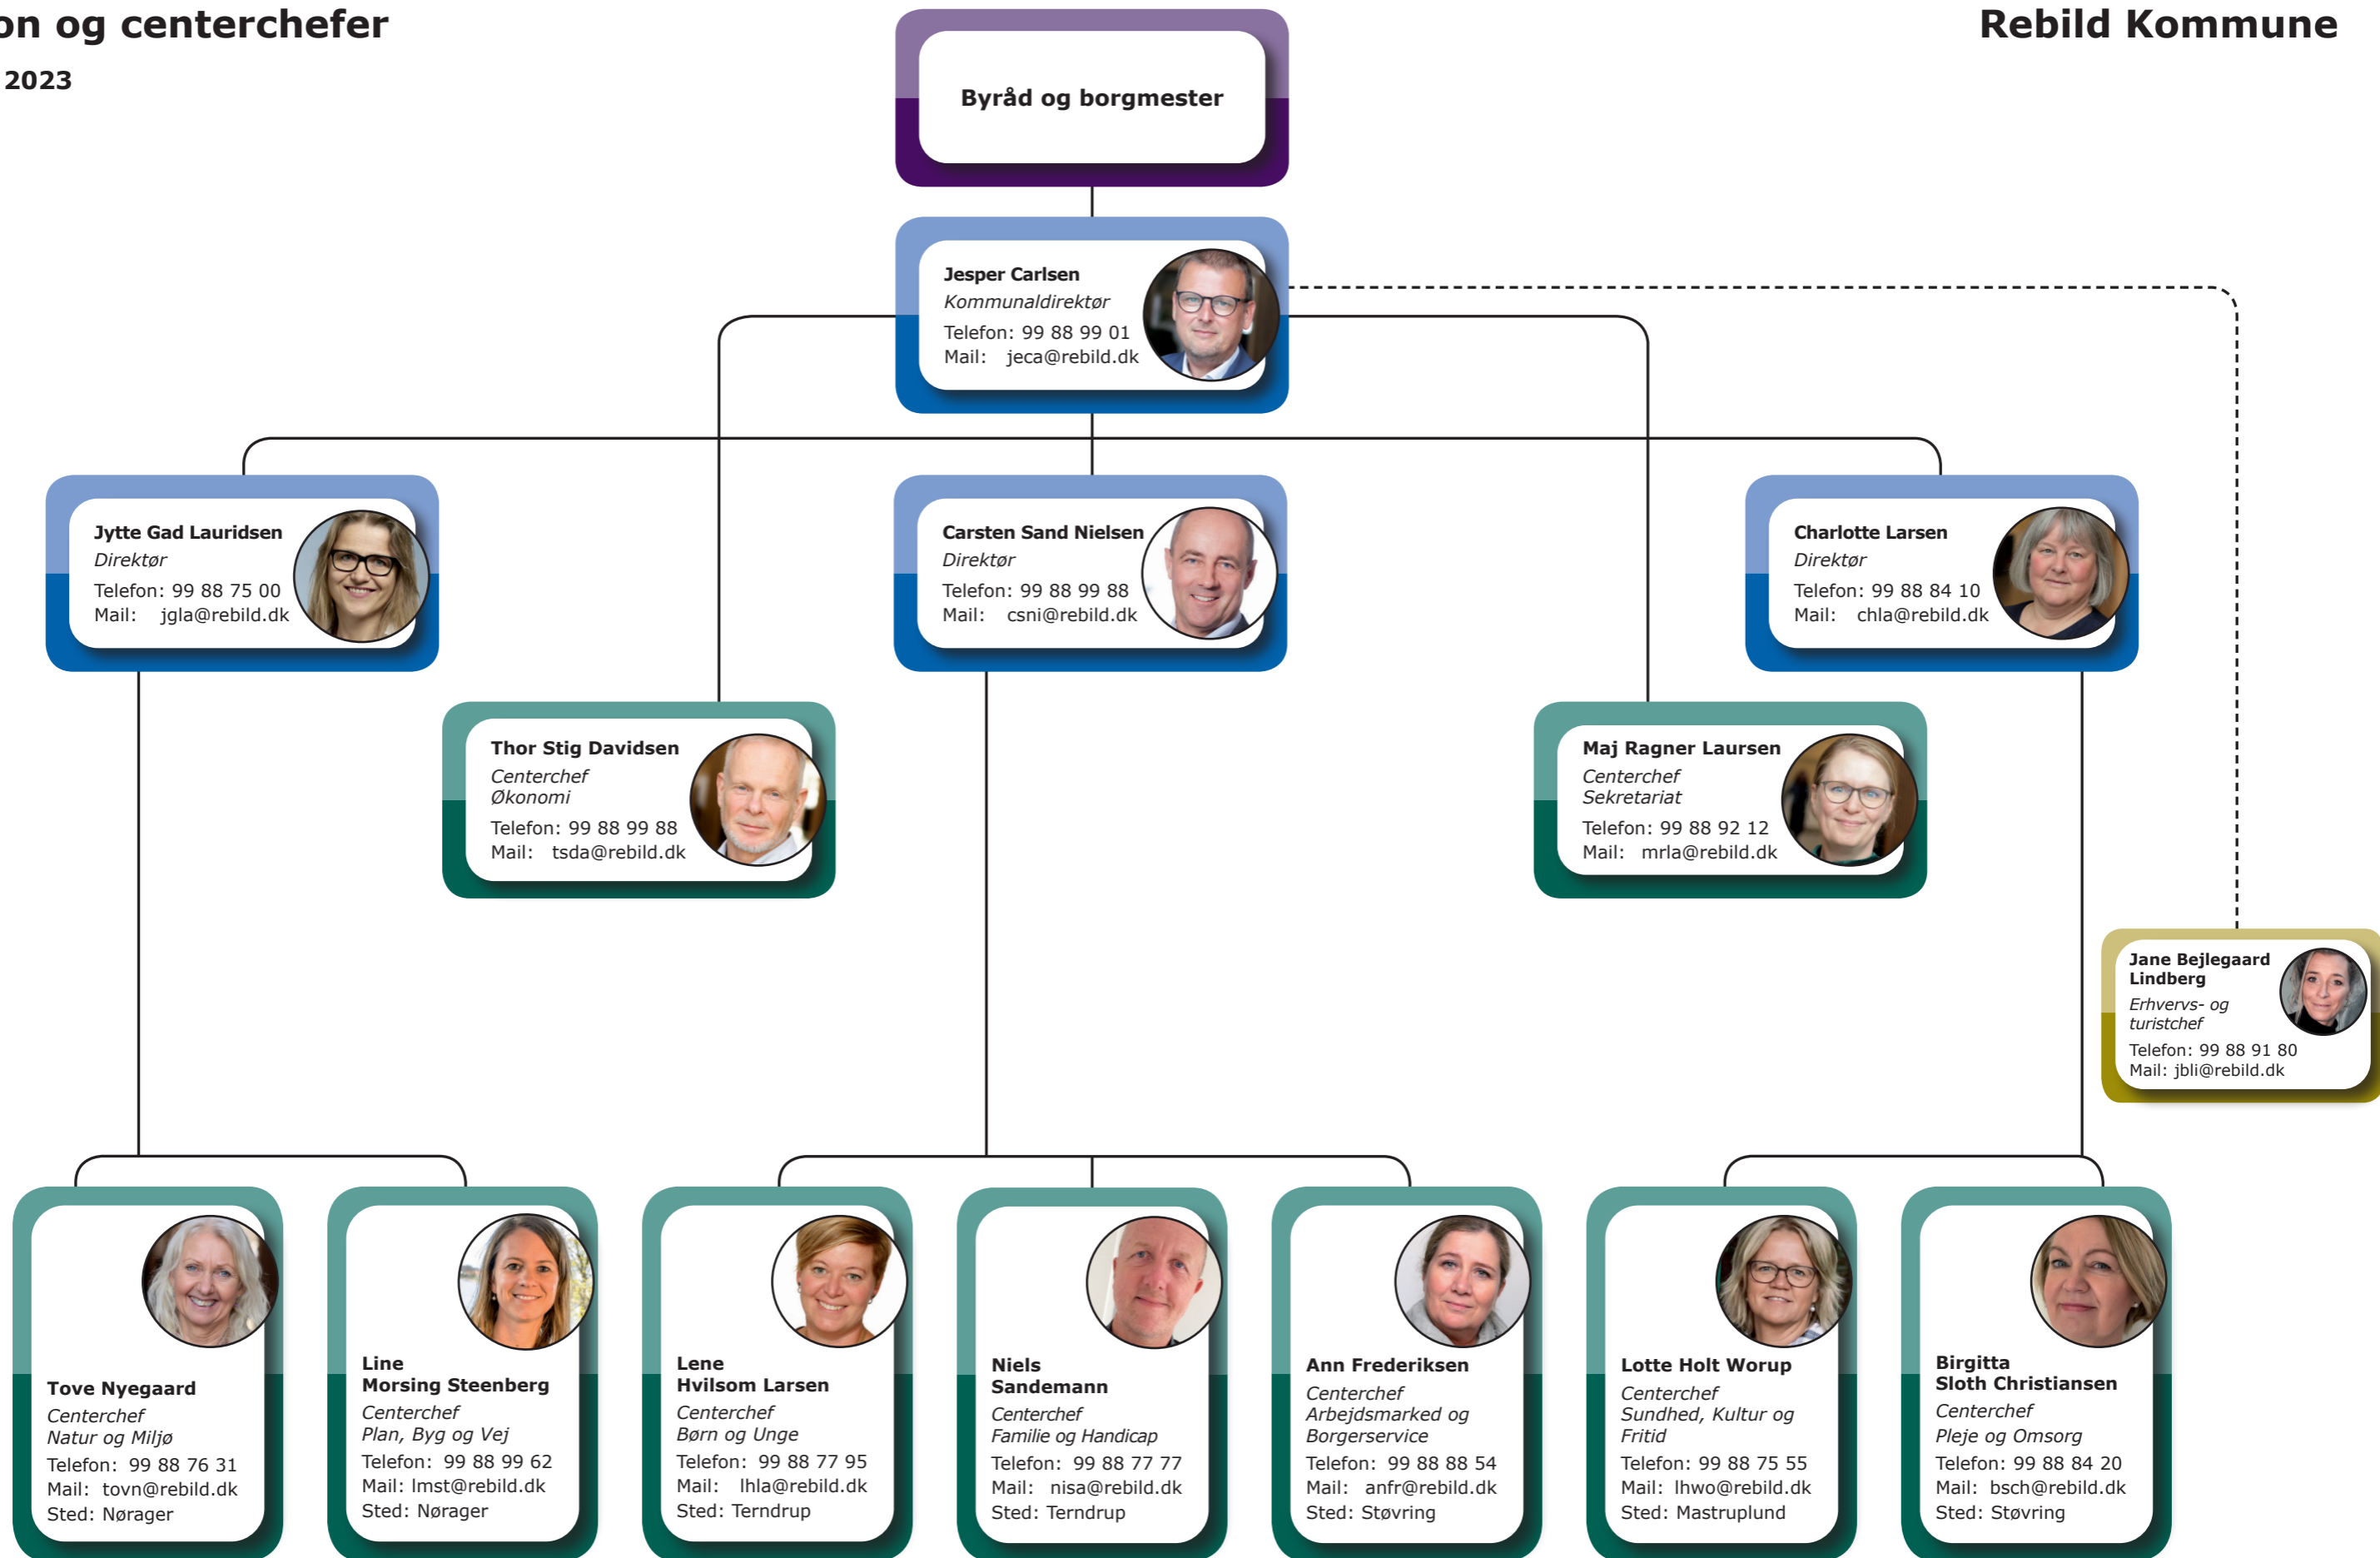 on og centerchefer
2023
Rebild Kommune
Byråd og borgmester
Jesper Carlsen
Kommunaldirektør
Telefon: 99 88 99 01
Mail: jeca@rebild.dk
Jytte Gad Lauridsen
Direktør
Telefon: 99 88 75 00
Mail: jgla@rebild.dk
Carsten Sand Nielsen
Direktør
Telefon: 99 88 99 88
Mail: csni@rebild.dk
Charlotte Larsen
Direktør
Telefon: 99 88 84 10
Mail: chla@rebild.dk
Thor Stig Davidsen
Centerchef
Økonomi
Telefon: 99 88 99 88
Mail: tsda@rebild.dk
Maj Ragner Laursen
Centerchef
Sekretariat
Telefon: 99 88 92 12
Mail: mrla@rebild.dk
Jane Bejlegaard
Lindberg
Erhvervs- og
turistchef
Telefon: 99 88 91 80
Mail: jbli@rebild.dk
Tove Nyegaard
Centerchef
Natur og Miljø
Telefon: 99 88 76 31
Mail: tovn@rebild.dk
Sted: Nørager
Line
Morsing Steenberg
Centerchef
Plan, Byg og Vej
Telefon: 99 88 99 62
Mail: lmst@rebild.dk
Sted: Nørager
Lene
Hvilsom Larsen
Centerchef
Børn og Unge
Telefon: 99 88 77 95
Mail: lhla@rebild.dk
Sted: Terndrup
Niels
Sandemann
Centerchef
Familie og Handicap
Telefon: 99 88 77 77
Mail: nisa@rebild.dk
Sted: Terndrup
Ann Frederiksen
Centerchef
Arbejdsmarked og
Borgerservice
Telefon: 99 88 88 54
Mail: anfr@rebild.dk
Sted: Støvring
Lotte Holt Worup
Centerchef
Sundhed, Kultur og
Fritid
Telefon: 99 88 75 55
Mail: lhwo@rebild.dk
Sted: Mastruplund
Birgitta
Sloth Christiansen
Centerchef
Pleje og Omsorg
Telefon: 99 88 84 20
Mail: bsch@rebild.dk
Sted: Støvring